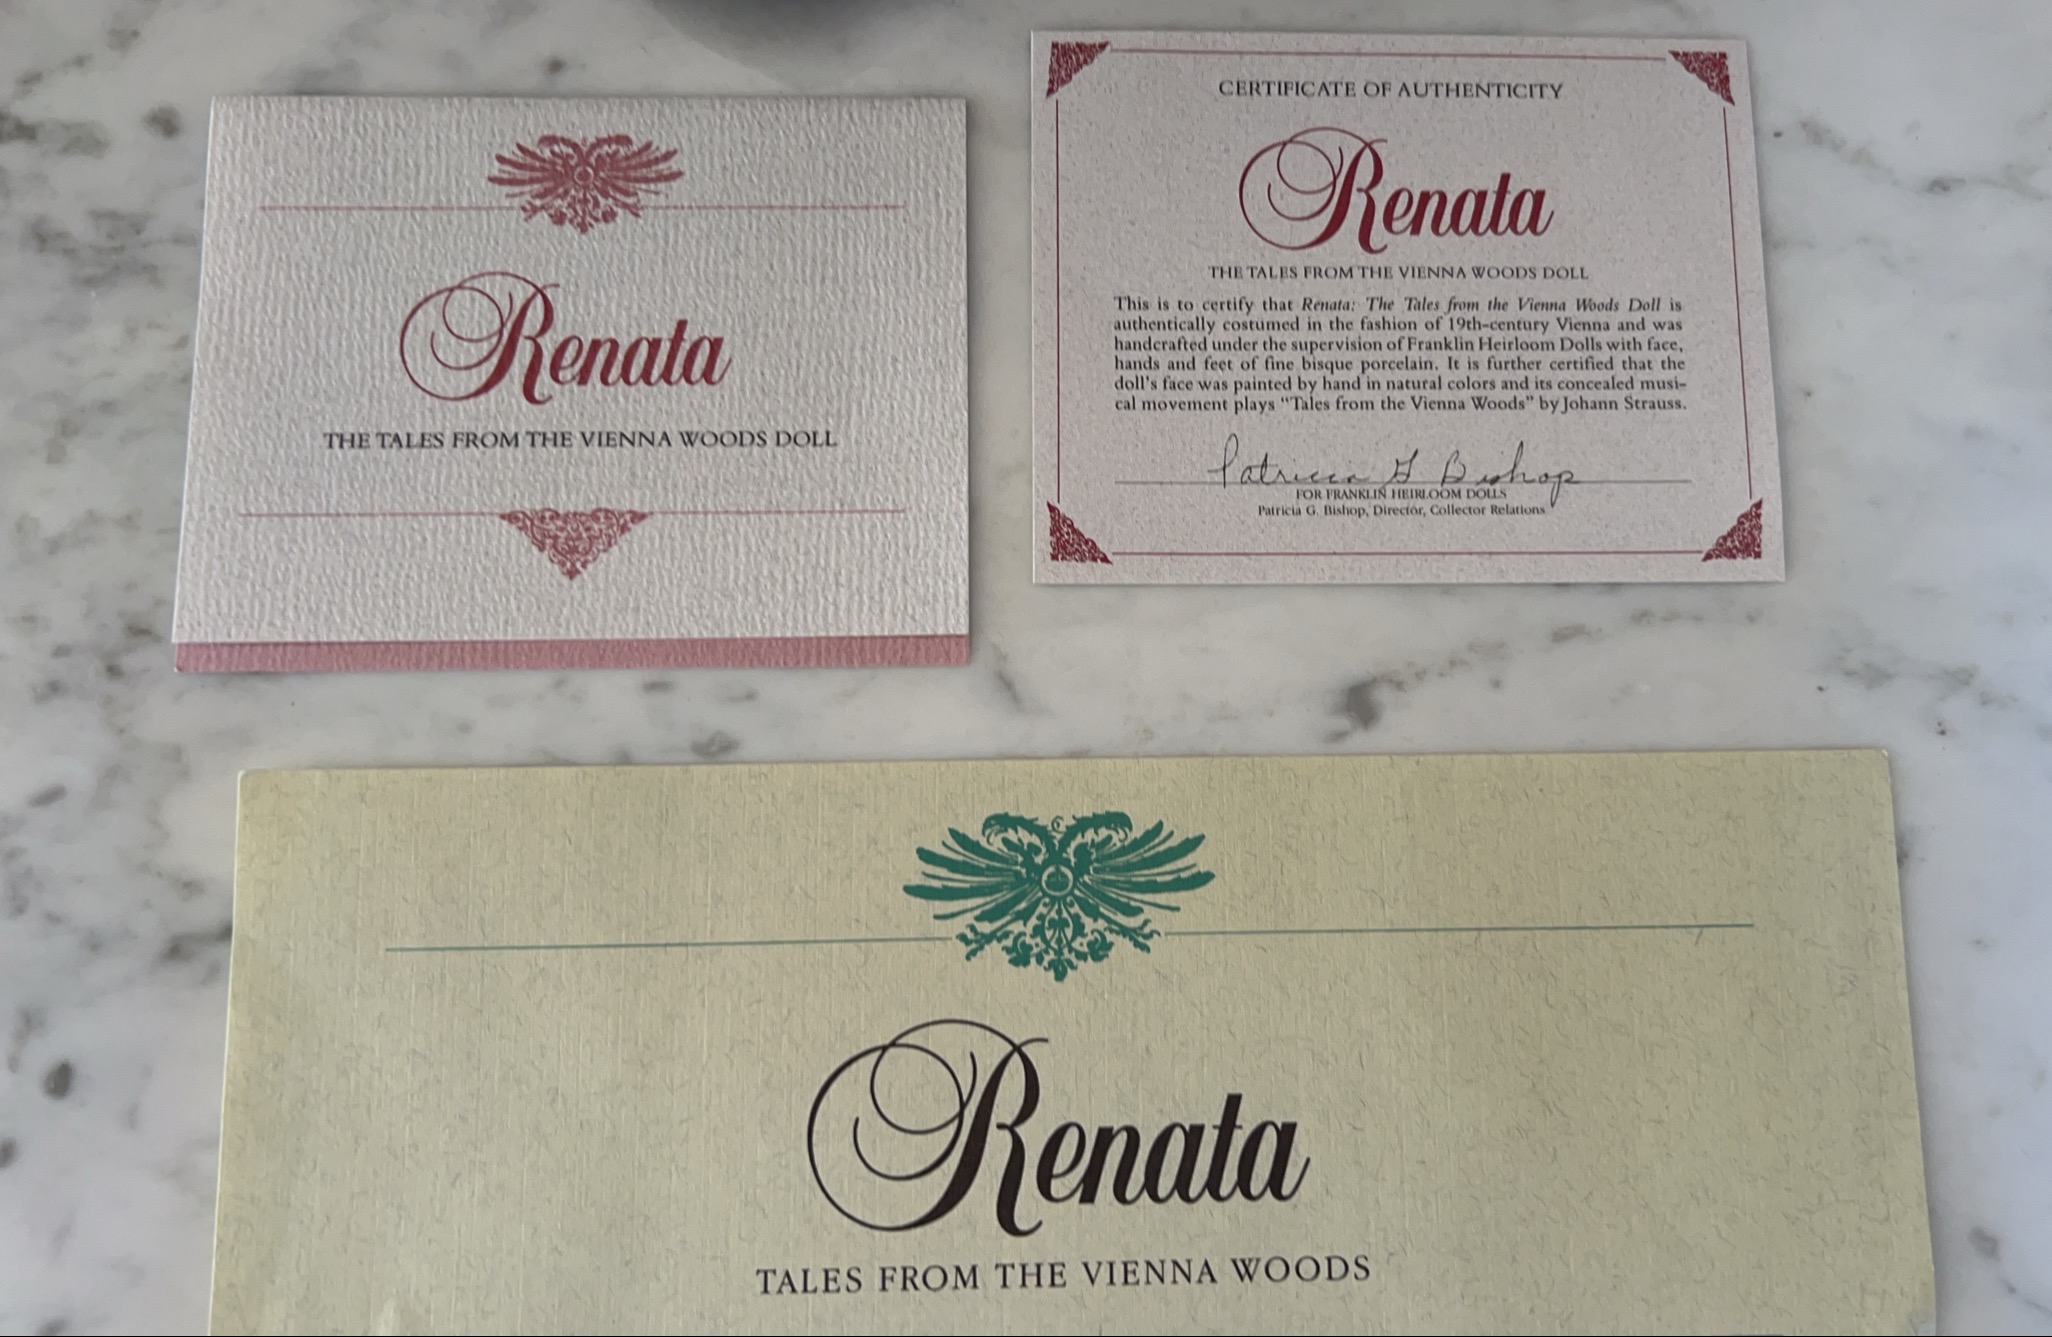 Renata
THE TALES FROM THE VIENNA WOODS DOLL
CERTIFICATE OF AUTHENTICITY
Renata
THE TALES FROM THE VIENNA WOODS DOLL
This is to certify that Renata: The Tales from the Vienna Woods Doll is
authentically costumed in the fashion of 19th-century Vienna and was
handcrafted under the supervision of Franklin Heirloom Dolls with face,
hands and feet of fine bisque porcelain. It is further certified that the
doll's face was painted by hand in natural colors and its concealed musi-
cal movement plays "Tales from the Vienna Woods" by Johann Strauss.
Patricia G Bishop
FOR FRANKLIN HEIRLOOM DOLLS
Patricia G. Bishop, Director, Collector Relations
Renata
TALES FROM THE VIENNA WOODS